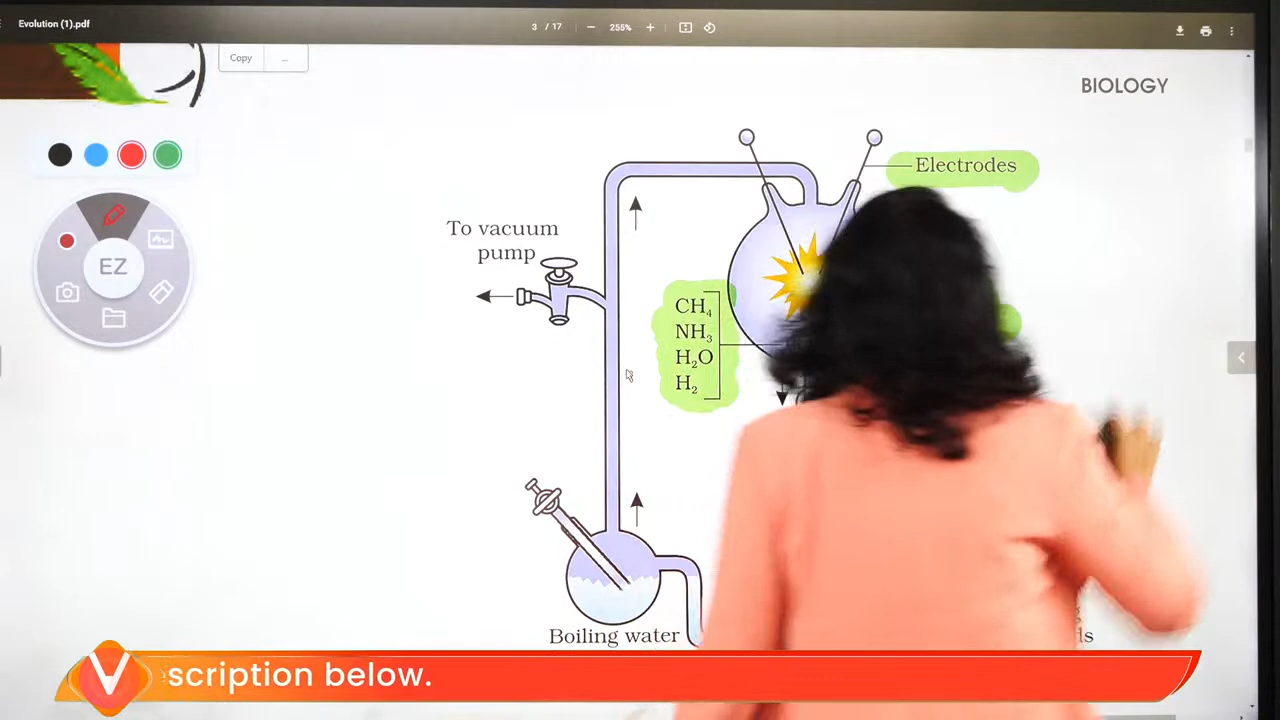 Evolution (1).pdf
3 / 17
255%
Copy
...
BIOLOGY
Electrodes
To vacuum
pump
CH4
NH3
H2O
H2
EZ
Boiling water
ls
V
scription below.